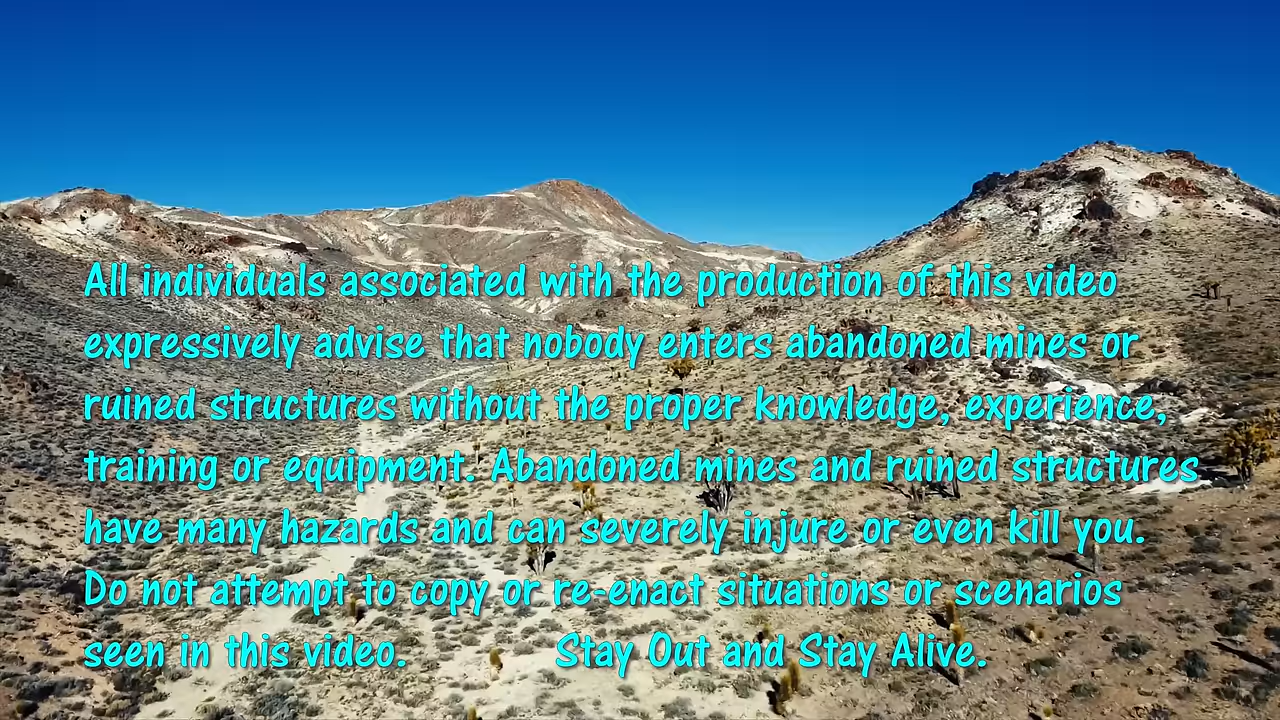 All individuals associated with the production of this video
expressively advise that nobody enters abandoned mines or
ruined structures without the proper knowledge, experience,
training or equipment. Abandoned mines and ruined structures
have many hazards and can severely injure or even kill you.
Do not attempt to copy or re-enact situations or scenarios
seen in this video. Stay Out and Stay Alive.